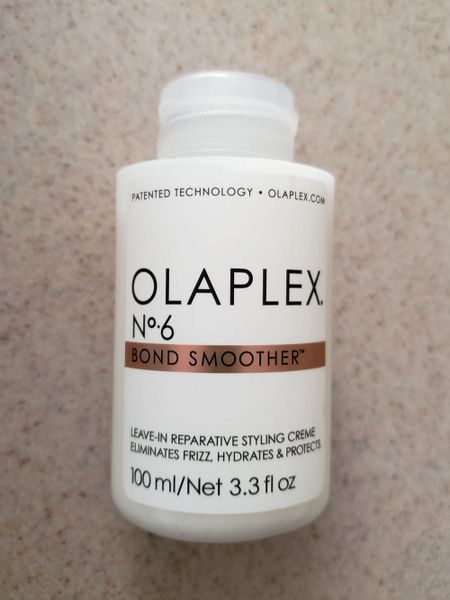 PATENTED TECHNOLOGY • OLAPLEX.COM
OLAPLEX.
Nº.6
BOND SMOOTHER™
LEAVE-IN REPARATIVE STYLING CREME
ELIMINATES FRIZZ, HYDRATES & PROTECTS
100 ml/Net 3.3 fl oz